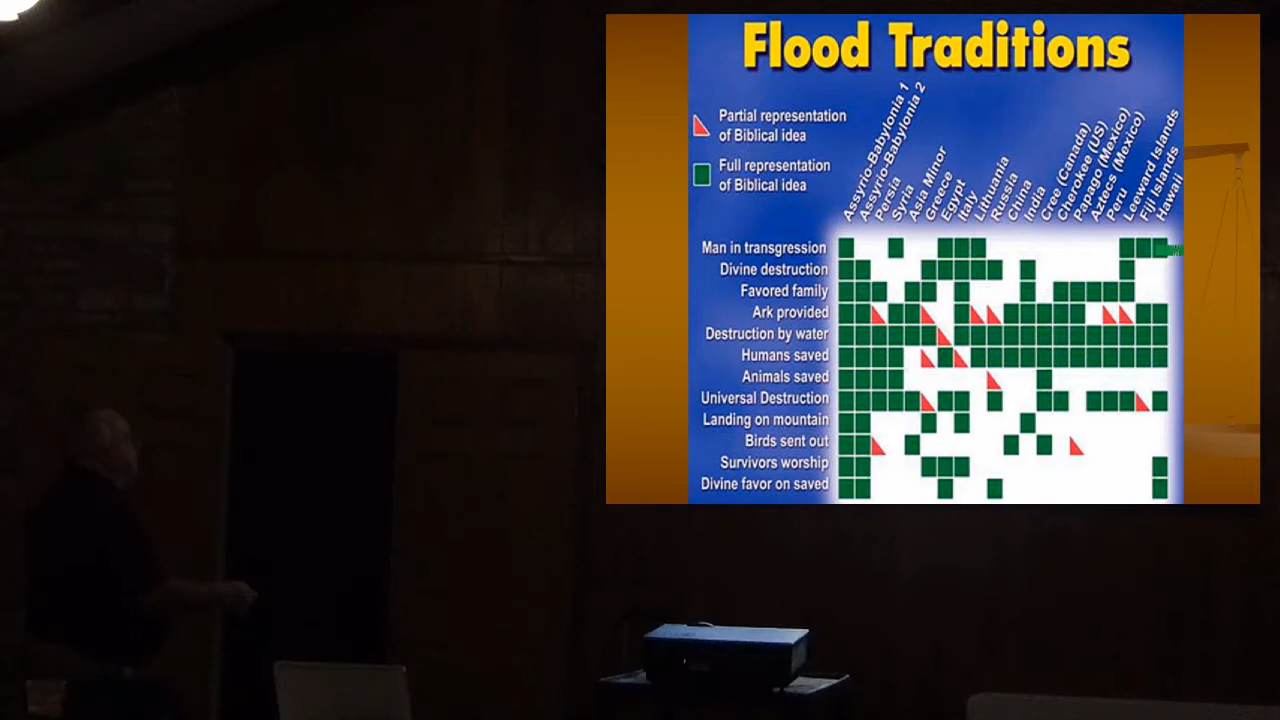 Flood Traditions
Partial representation
of Biblical idea
Full representation
of Biblical idea
Assyrio-Babylonia 1
Assyrio-Babylonia 2
Persia
Syria
Asia Minor
Greece
Egypt
Italy
Lithuania
Russia
China
India
Cree (Canada)
Cherokee (US)
Papago (Mexico)
Aztecs (Mexico)
Peru
Leeward Islands
Fiji Islands
Hawaii
Man in transgression
Divine destruction
Favored family
Ark provided
Destruction by water
Humans saved
Animals saved
Universal Destruction
Landing on mountain
Birds sent out
Survivors worship
Divine favor on saved